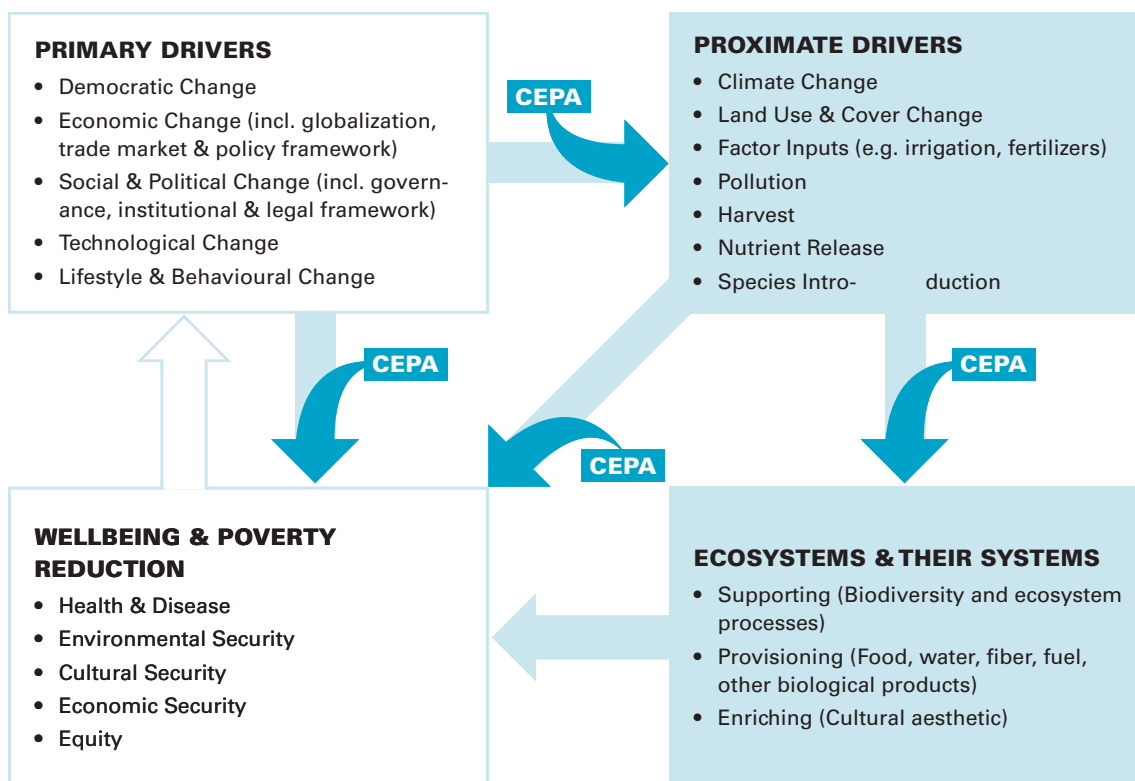 PRIMARY DRIVERS
• Democratic Change
• Economic Change (incl. globalization,
trade market & policy framework)
• Social & Political Change (incl. govern-
ance, institutional & legal framework)
• Technological Change
• Lifestyle & Behavioural Change
CEPA
PROXIMATE DRIVERS
• Climate Change
• Land Use & Cover Change
• Factor Inputs (e.g. irrigation, fertilizers)
• Pollution
• Harvest
• Nutrient Release
• Species Intro- duction
CEPA
CEPA
CEPA
WELLBEING & POVERTY
REDUCTION
• Health & Disease
• Environmental Security
• Cultural Security
• Economic Security
• Equity
ECOSYSTEMS & THEIR SYSTEMS
• Supporting (Biodiversity and ecosystem
processes)
• Provisioning (Food, water, fiber, fuel,
other biological products)
• Enriching (Cultural aesthetic)